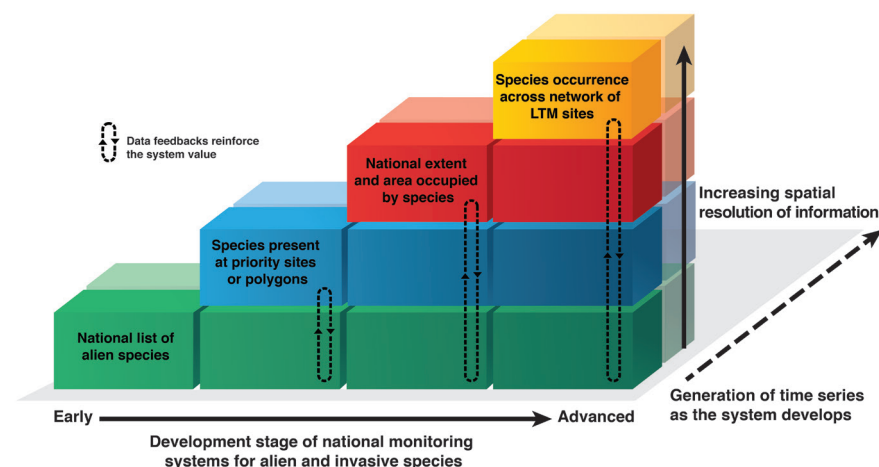 Species occurrence
across network of
LTM sites
Data feedbacks reinforce
the system value
National extent
and area occupied
by species
Increasing spatial
resolution of information
Species present
at priority sites
or polygons
National list of
alien species
Generation of time series
as the system develops
Early
Advanced
Development stage of national monitoring
systems for alien and invasive species